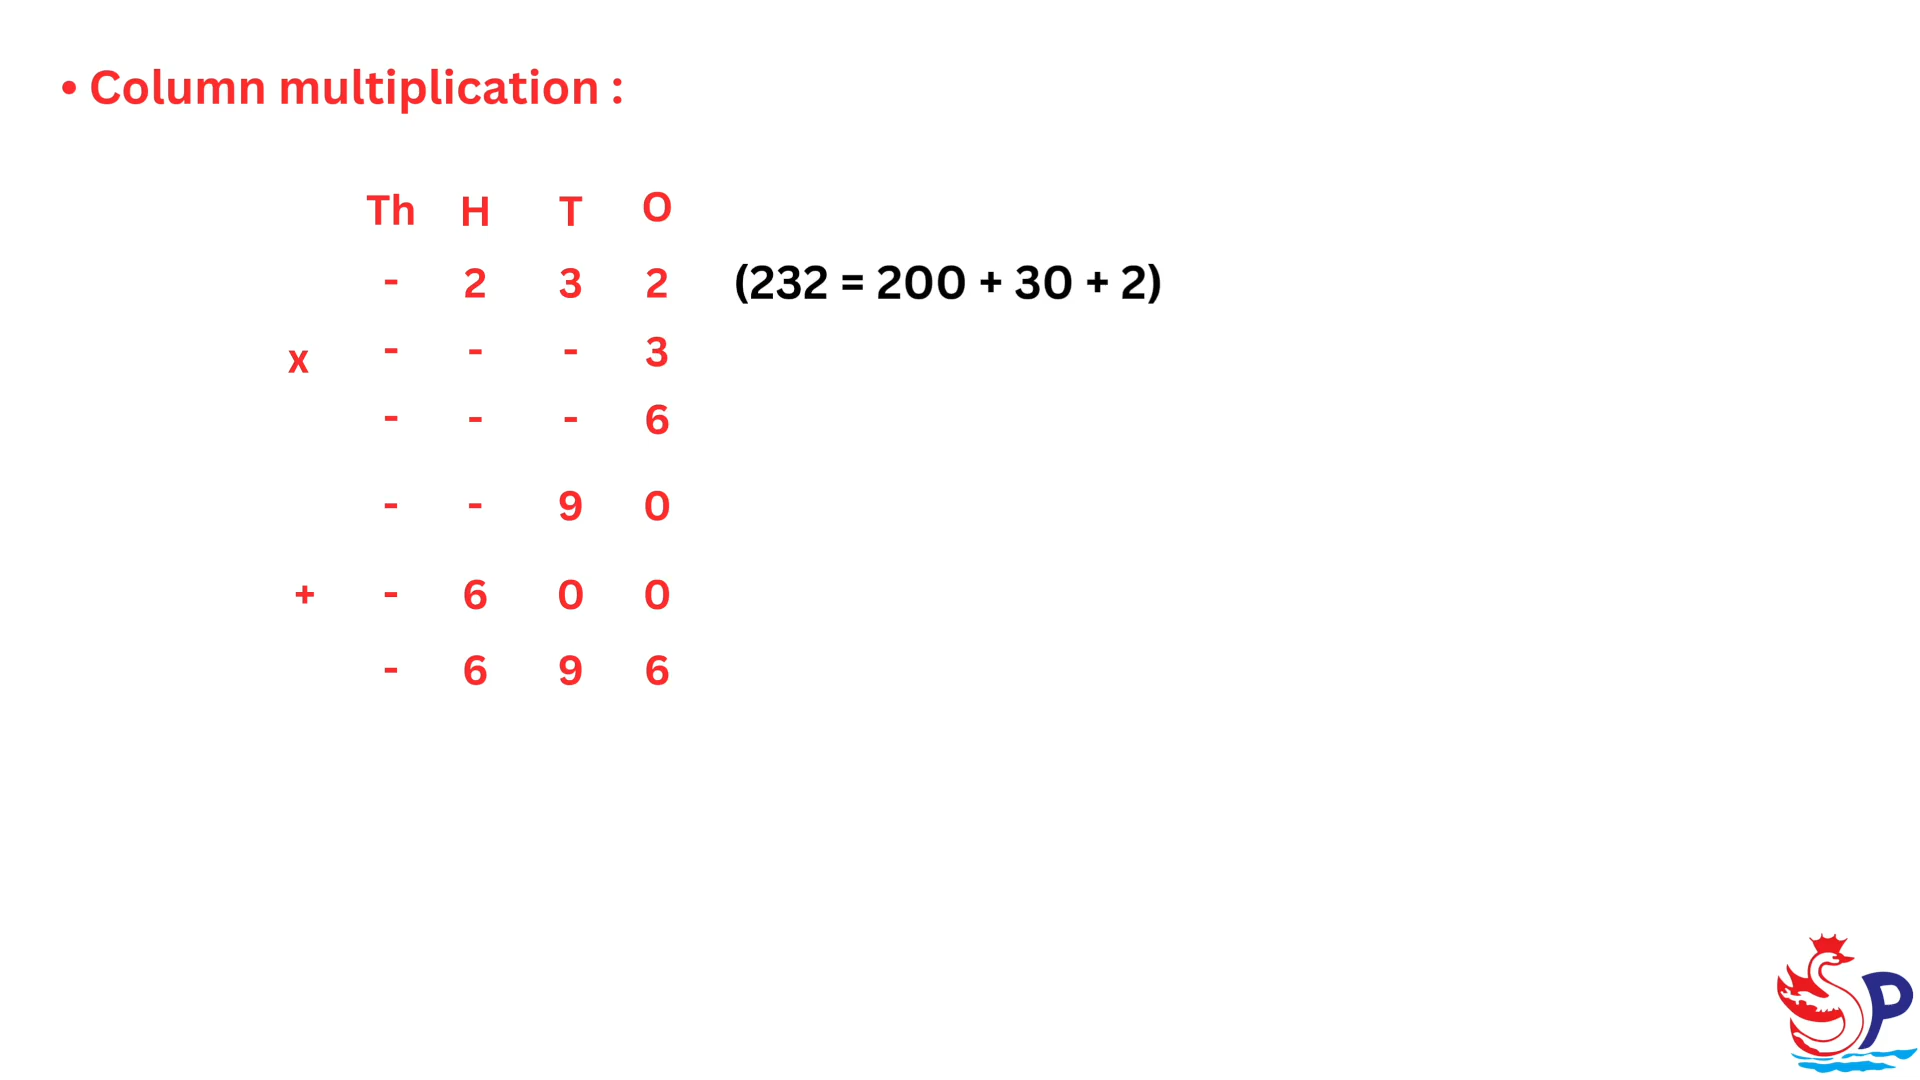 • Column multiplication :
Th H T O
- 2 3 2 (232 = 200 + 30 + 2)
x - - - 3
- - - 6
- - 9 0
+ - 6 0 0
- 6 9 6
P